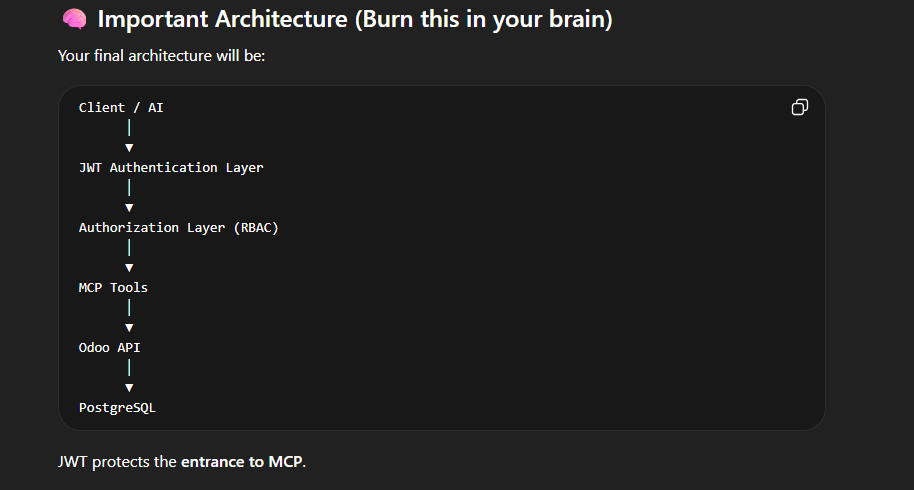 🧠 Important Architecture (Burn this in your brain)
Your final architecture will be:
Client / AI
│
▼
JWT Authentication Layer
│
▼
Authorization Layer (RBAC)
│
▼
MCP Tools
│
▼
Odoo API
│
▼
PostgreSQL
JWT protects the entrance to MCP.